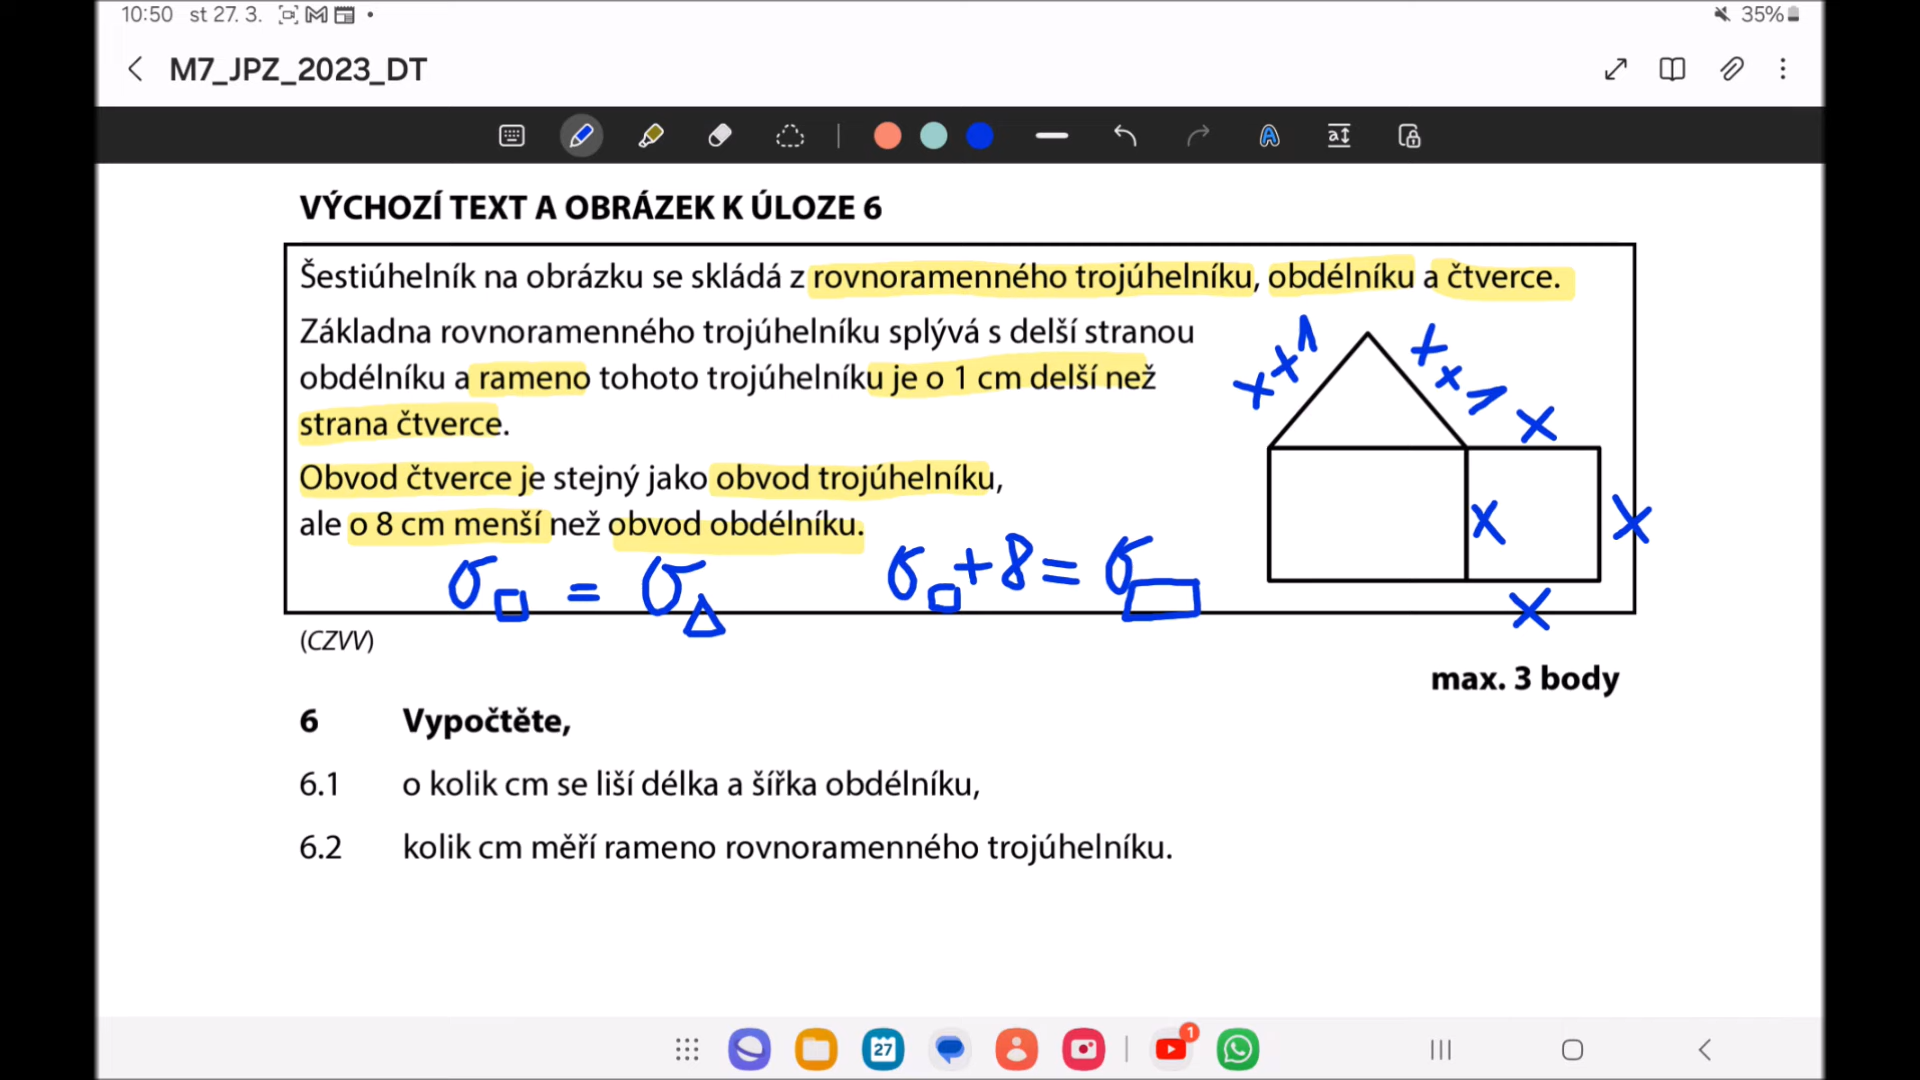 10:50 st 27. 3.
35%
M7_JPZ_2023_DT
VÝCHOZÍ TEXT A OBRÁZEK K ÚLOZE 6
Šestiúhelník na obrázku se skládá z rovnoramenného trojúhelníku, obdélníku a čtverce.
Základna rovnoramenného trojúhelníku splývá s delší stranou
obdélníku a rameno tohoto trojúhelníku je o 1 cm delší než
strana čtverce.
Obvod čtverce je stejný jako obvod trojúhelníku,
ale o 8 cm menší než obvod obdélníku.
σ□ = σ△
σ□+8=σ▭
x+1
x+1
x
x
x
x
(CZVV)
max. 3 body
6 Vypočtěte,
6.1 o kolik cm se liší délka a šířka obdélníku,
6.2 kolik cm měří rameno rovnoramenného trojúhelníku.
27
1